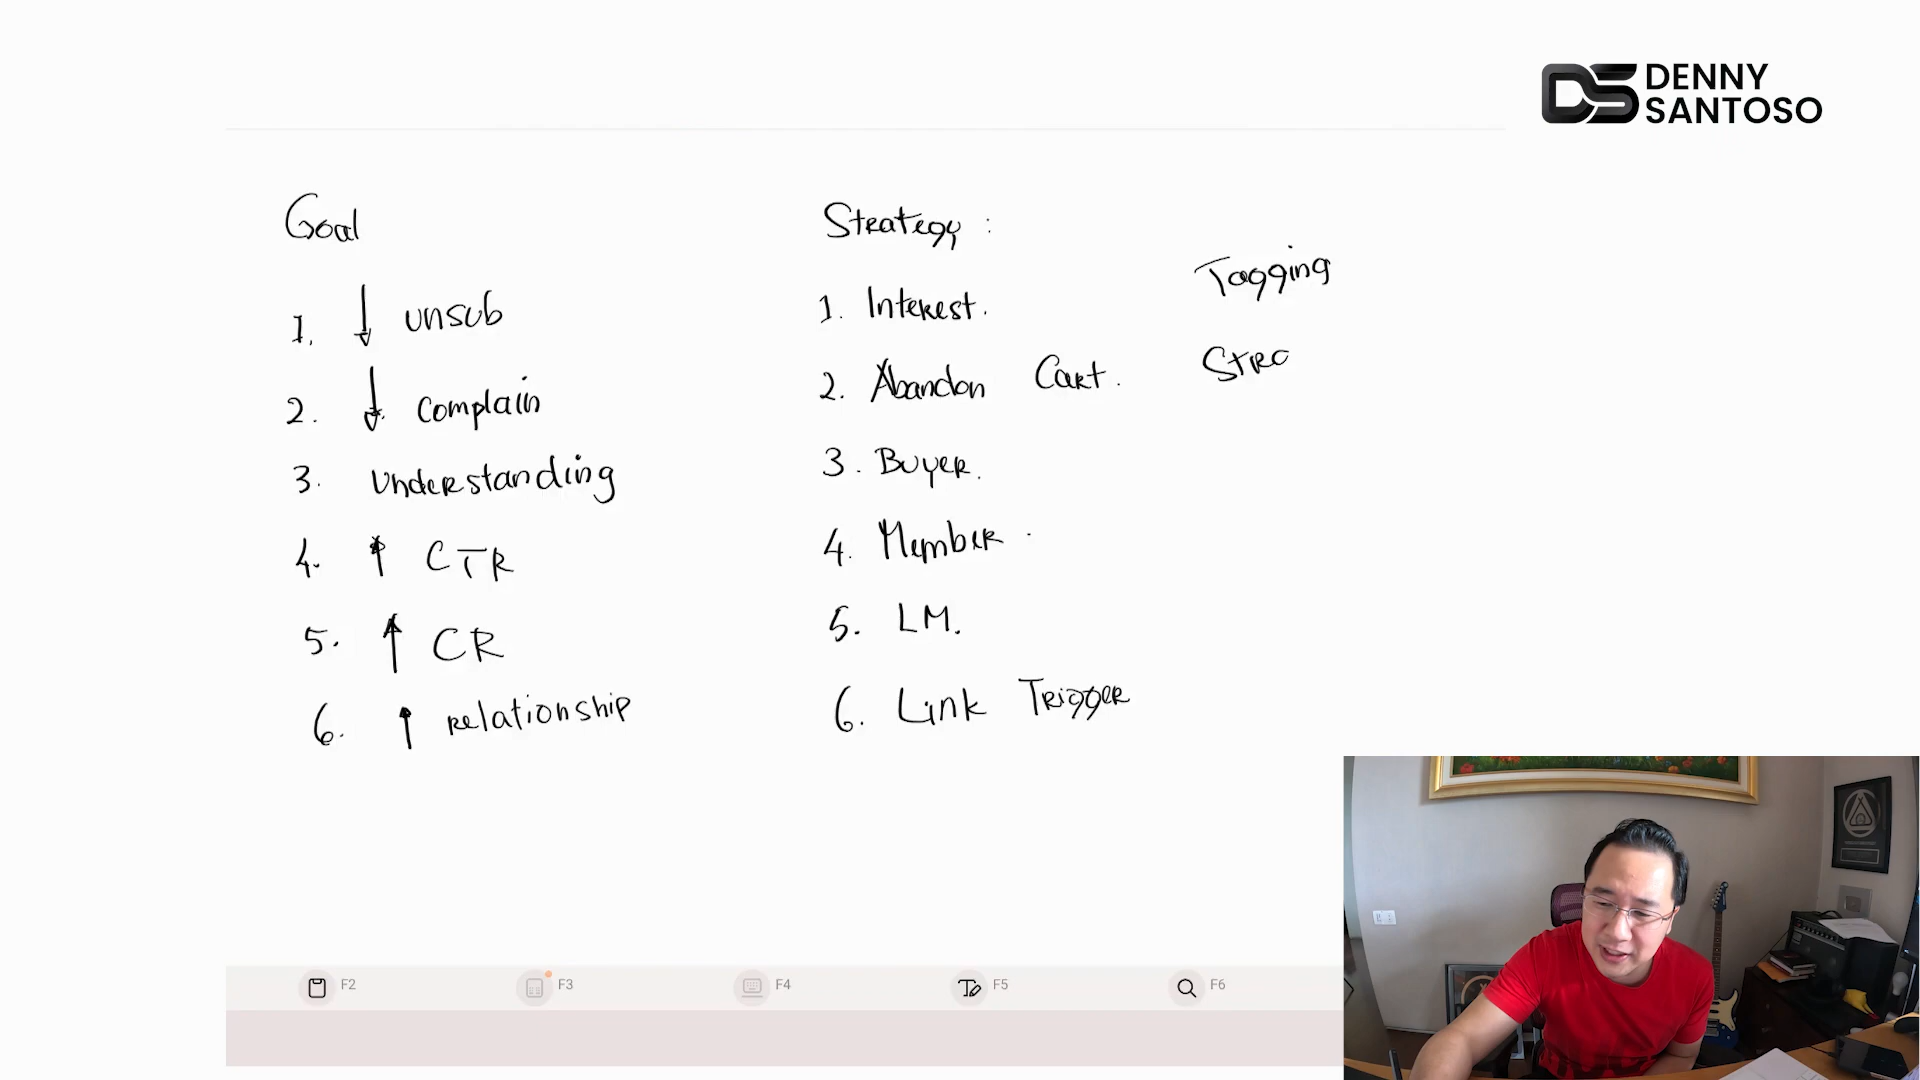 DENNY
SANTOSO
Goal
1. ↓ unsub
2. ↓ complain
3. understanding
4. ↑ CTR
5. ↑ CR
6. ↑ relationship
Strategy :
1. Interest.
2. Abandon Cart.
3. Buyer.
4. Member.
5. LM.
6. Link Trigger
Tagging
Stra
F2
F3
F4
F5
F6